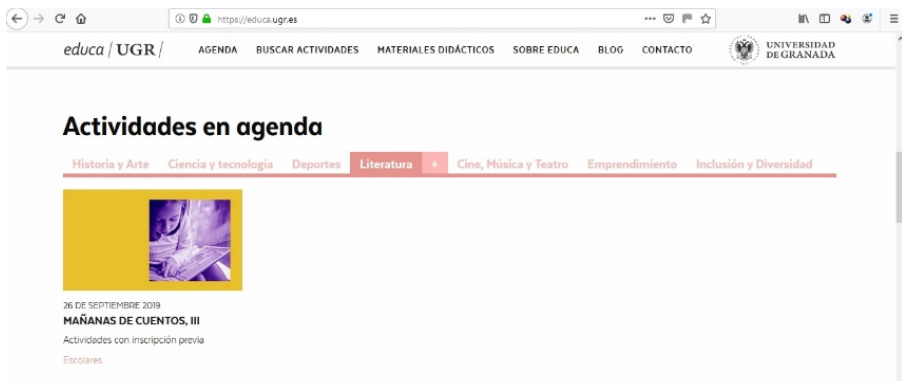 https://educa.ugr.es
educa / UGR /
AGENDA BUSCAR ACTIVIDADES MATERIALES DIDÁCTICOS SOBRE EDUCA BLOG CONTACTO
UNIVERSIDAD
DE GRANADA
Actividades en agenda
Historia y Arte Ciencia y tecnología Deportes Literatura + Cine, Música y Teatro Emprendimiento Inclusión y Diversidad
26 DE SEPTIEMBRE 2019
MAÑANAS DE CUENTOS, III
Actividades con inscripción previa
Escolares